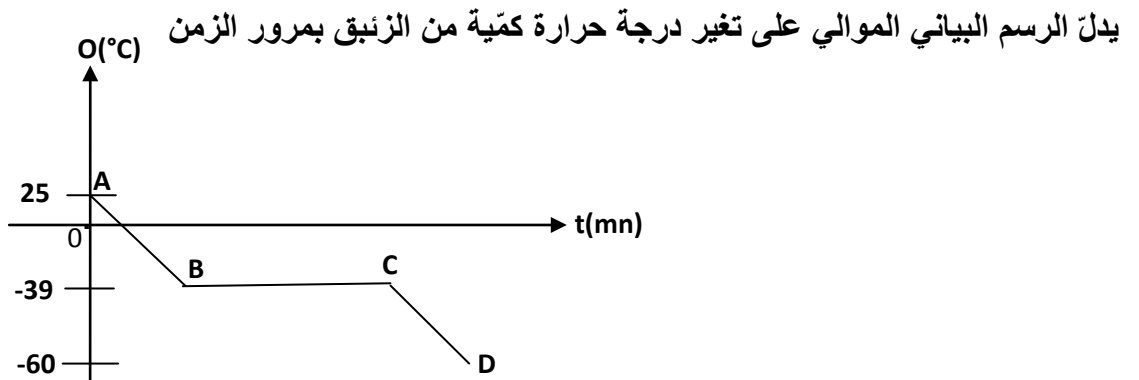 يدلّ الرسم البياني الموالي على تغير درجة حرارة كمّية من الزئبق بمرور الزمن
O(°C)
25
A
t(mn)
0
B
C
-39
-60
D